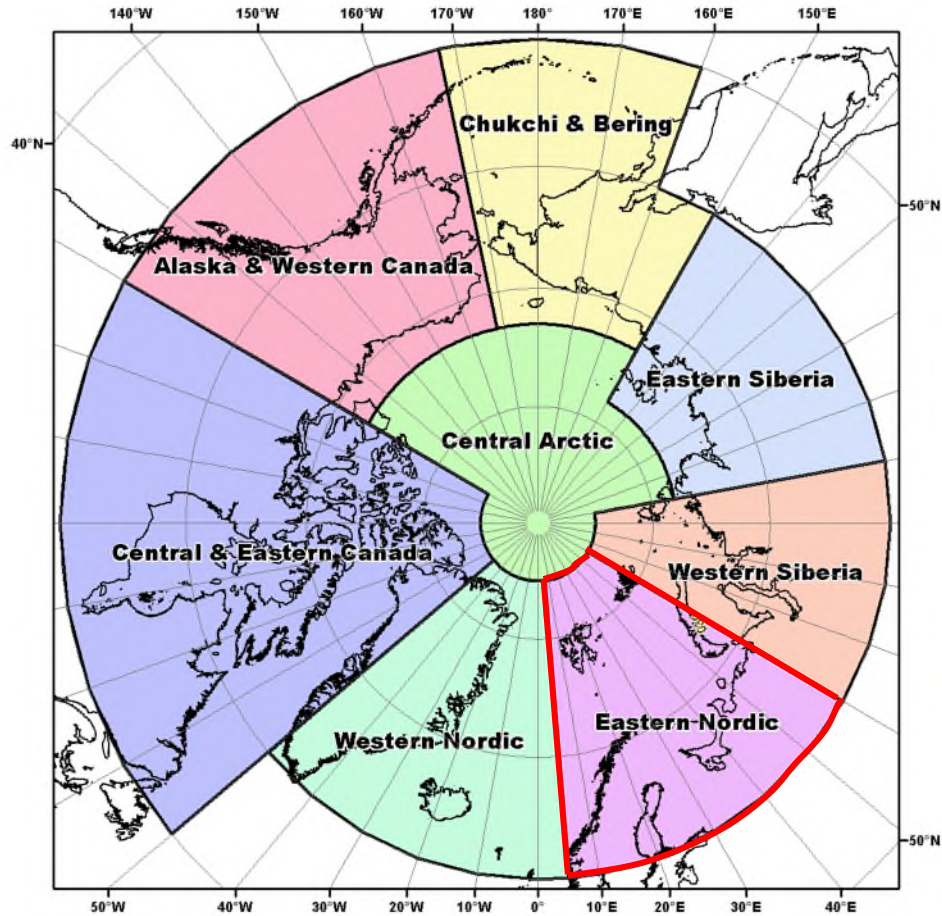 140°W 150°W 160°W 170°W 180° 170°E 160°E 150°E
Chukchi & Bering
40°N
50°N
Alaska & Western Canada
Eastern Siberia
Central Arctic
Central & Eastern Canada
Western Siberia
Eastern Nordic
Western Nordic
50°N
50°W 40°W 30°W 20°W 10°W 0° 10°E 20°E 30°E 40°E